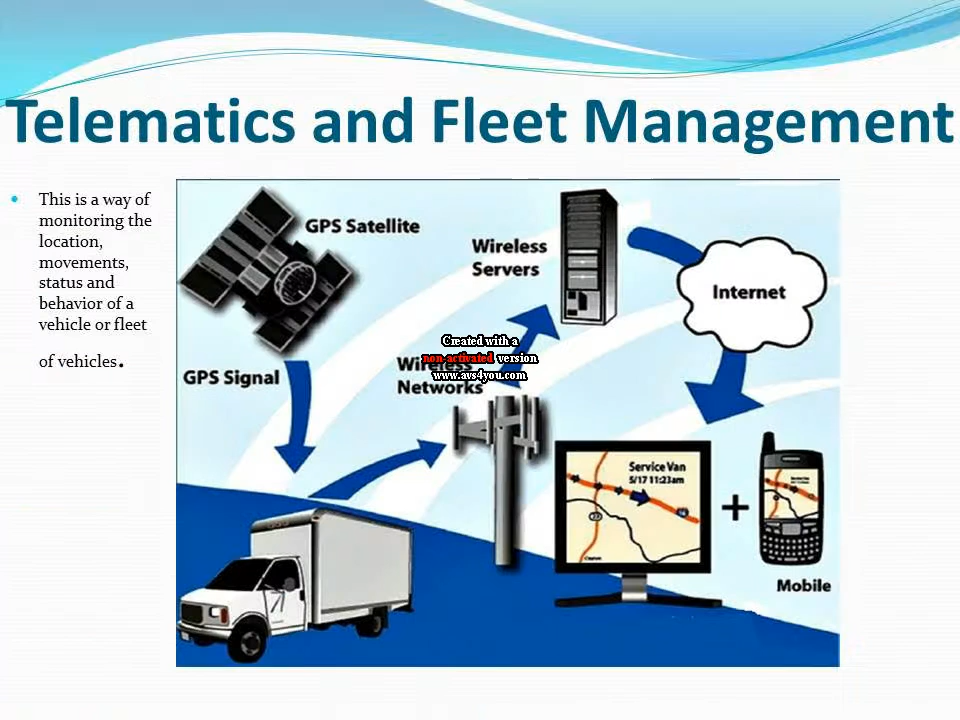 Telematics and Fleet Management
This is a way of
monitoring the
location,
movements,
status and
behavior of a
vehicle or fleet
of vehicles.
GPS Satellite
Wireless
Servers
Internet
Created with a
non-activated version
www.avs4you.com
Wireless
Networks
GPS Signal
Service Van
5/17 11:23am
+
Mobile